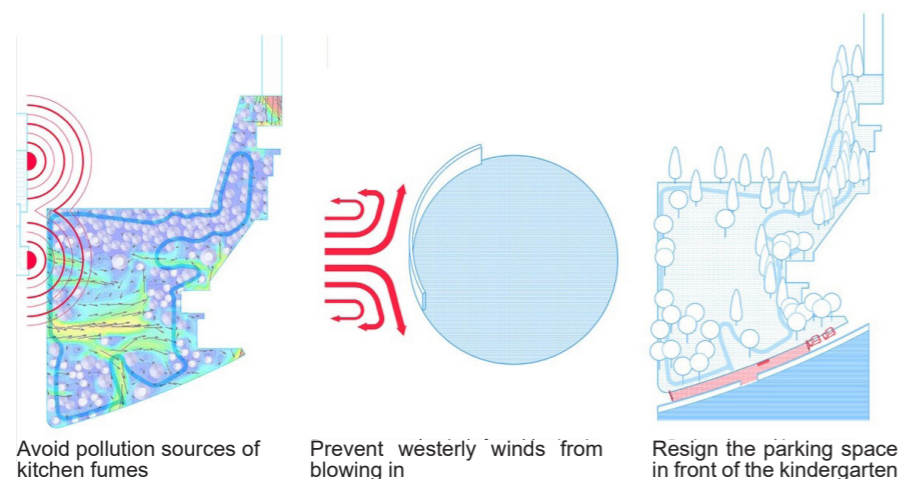 Avoid pollution sources of
kitchen fumes
Prevent westerly winds from
blowing in
Resign the parking space
in front of the kindergarten